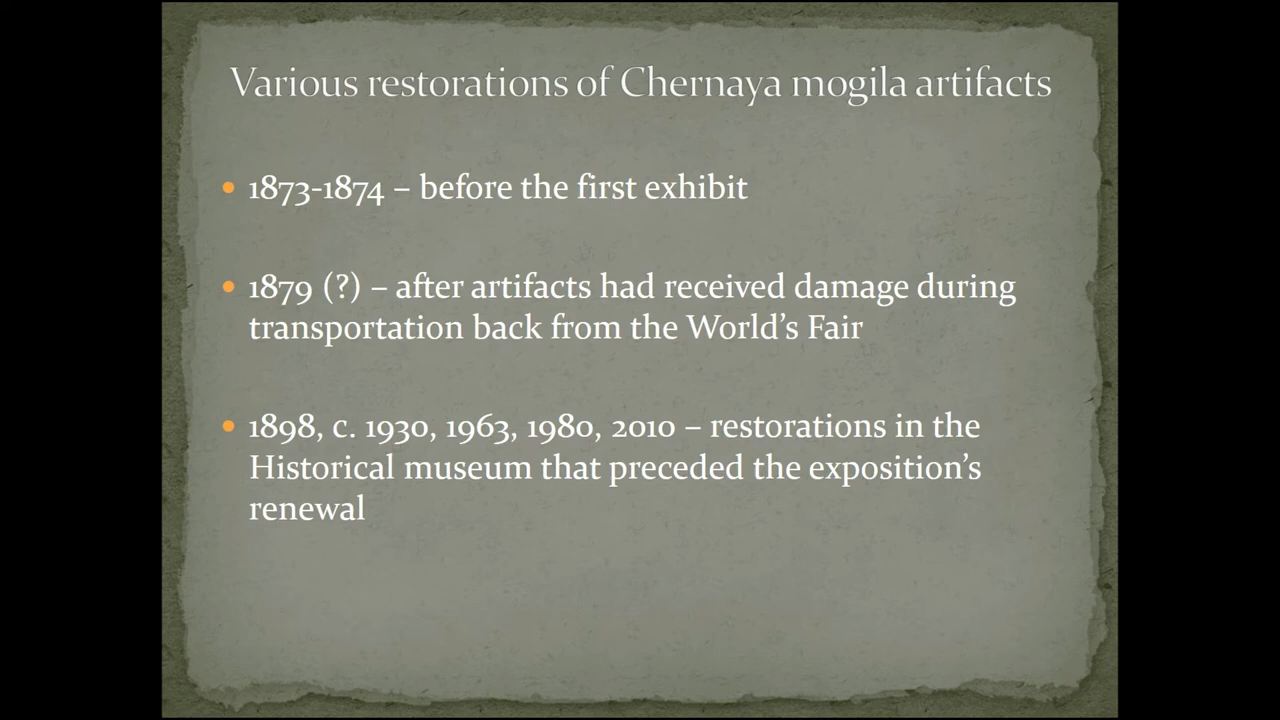 Various restorations of Chernaya mogila artifacts
• 1873-1874 – before the first exhibit
• 1879 (?) – after artifacts had received damage during
transportation back from the World’s Fair
• 1898, c. 1930, 1963, 1980, 2010 – restorations in the
Historical museum that preceded the exposition’s
renewal